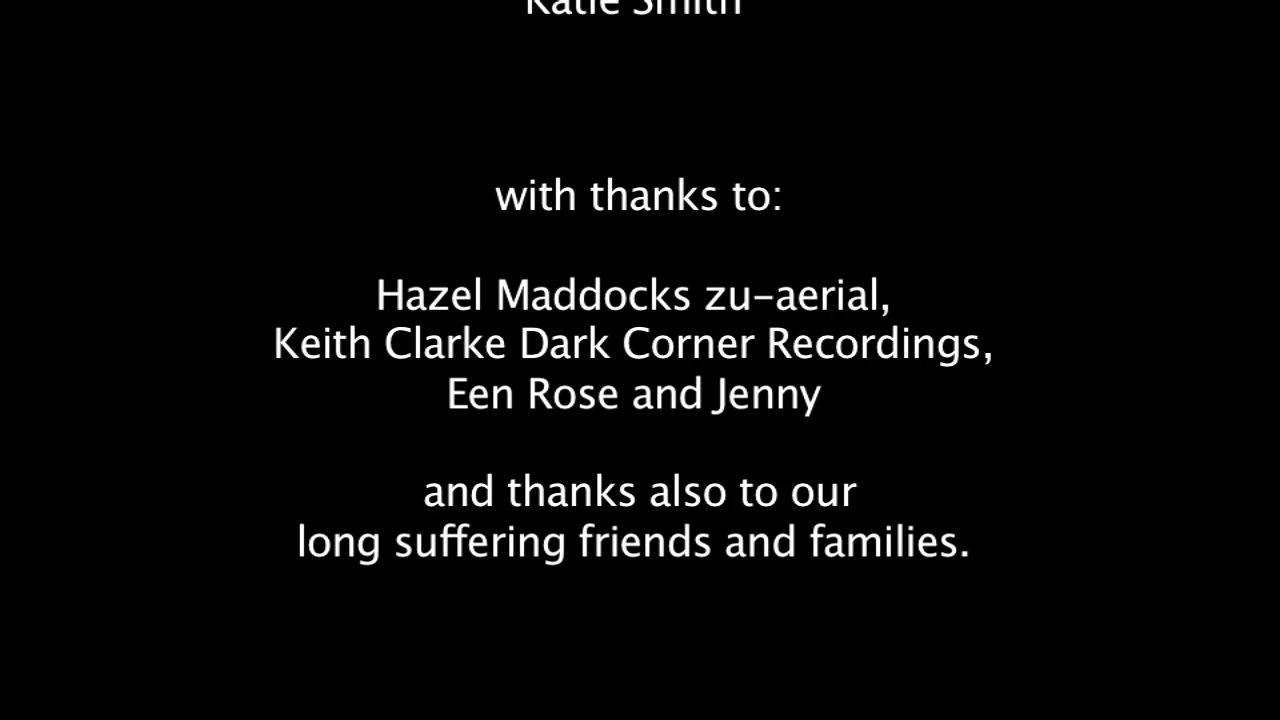 Katie Smith
with thanks to:
Hazel Maddocks zu-aerial,
Keith Clarke Dark Corner Recordings,
Een Rose and Jenny
and thanks also to our
long suffering friends and families.